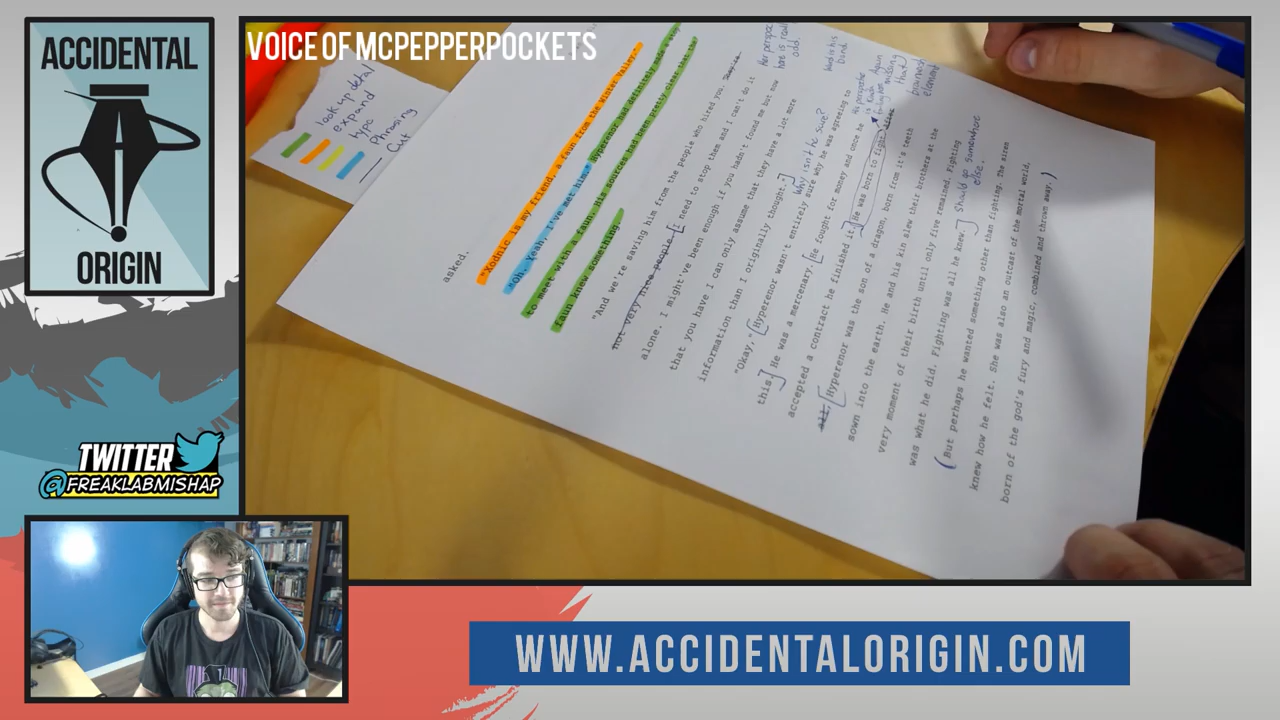 VOICE OF MCPEPPERPOCKETS
ACCIDENTAL
ORIGIN
TWITTER
@FREAKLABMISHAP
WWW.ACCIDENTALORIGIN.COM
look up detail
expand
typo
phrasing
Cut
asked.
"Xodnic is my friend, a faun from the Winter Valley."
"Oh. Yeah, I've met him." Hyperenor had definitely
to meet with a faun. His sources had been pretty clear that the
faun knew something.
"And we're saving him from the people who hired you.
not very nice people. [I need to stop them and I can't do it
alone. I might've been enough if you hadn't found me but now
that you have I can only assume that they have a lot more
information than I originally thought.]
Why isn't he sure?
"Okay," [Hyperenor wasn't entirely sure why he was agreeing to
this.] He was a mercenary, [He fought for money and once he
accepted a contract he finished it.] He was born to fight
all. [Hyperenor was the son of a dragon, born from it's teeth
sown into the earth. He and his kin slew their brothers at the
very moment of their birth until only five remained. Fighting
was what he did. Fighting was all he knew.]
Should go somewhere
else.
(But perhaps he wanted something other than fighting. The siren
knew how he felt. She was also an outcast of the mortal world,
born of the god's fury and magic, combined and thrown away.)